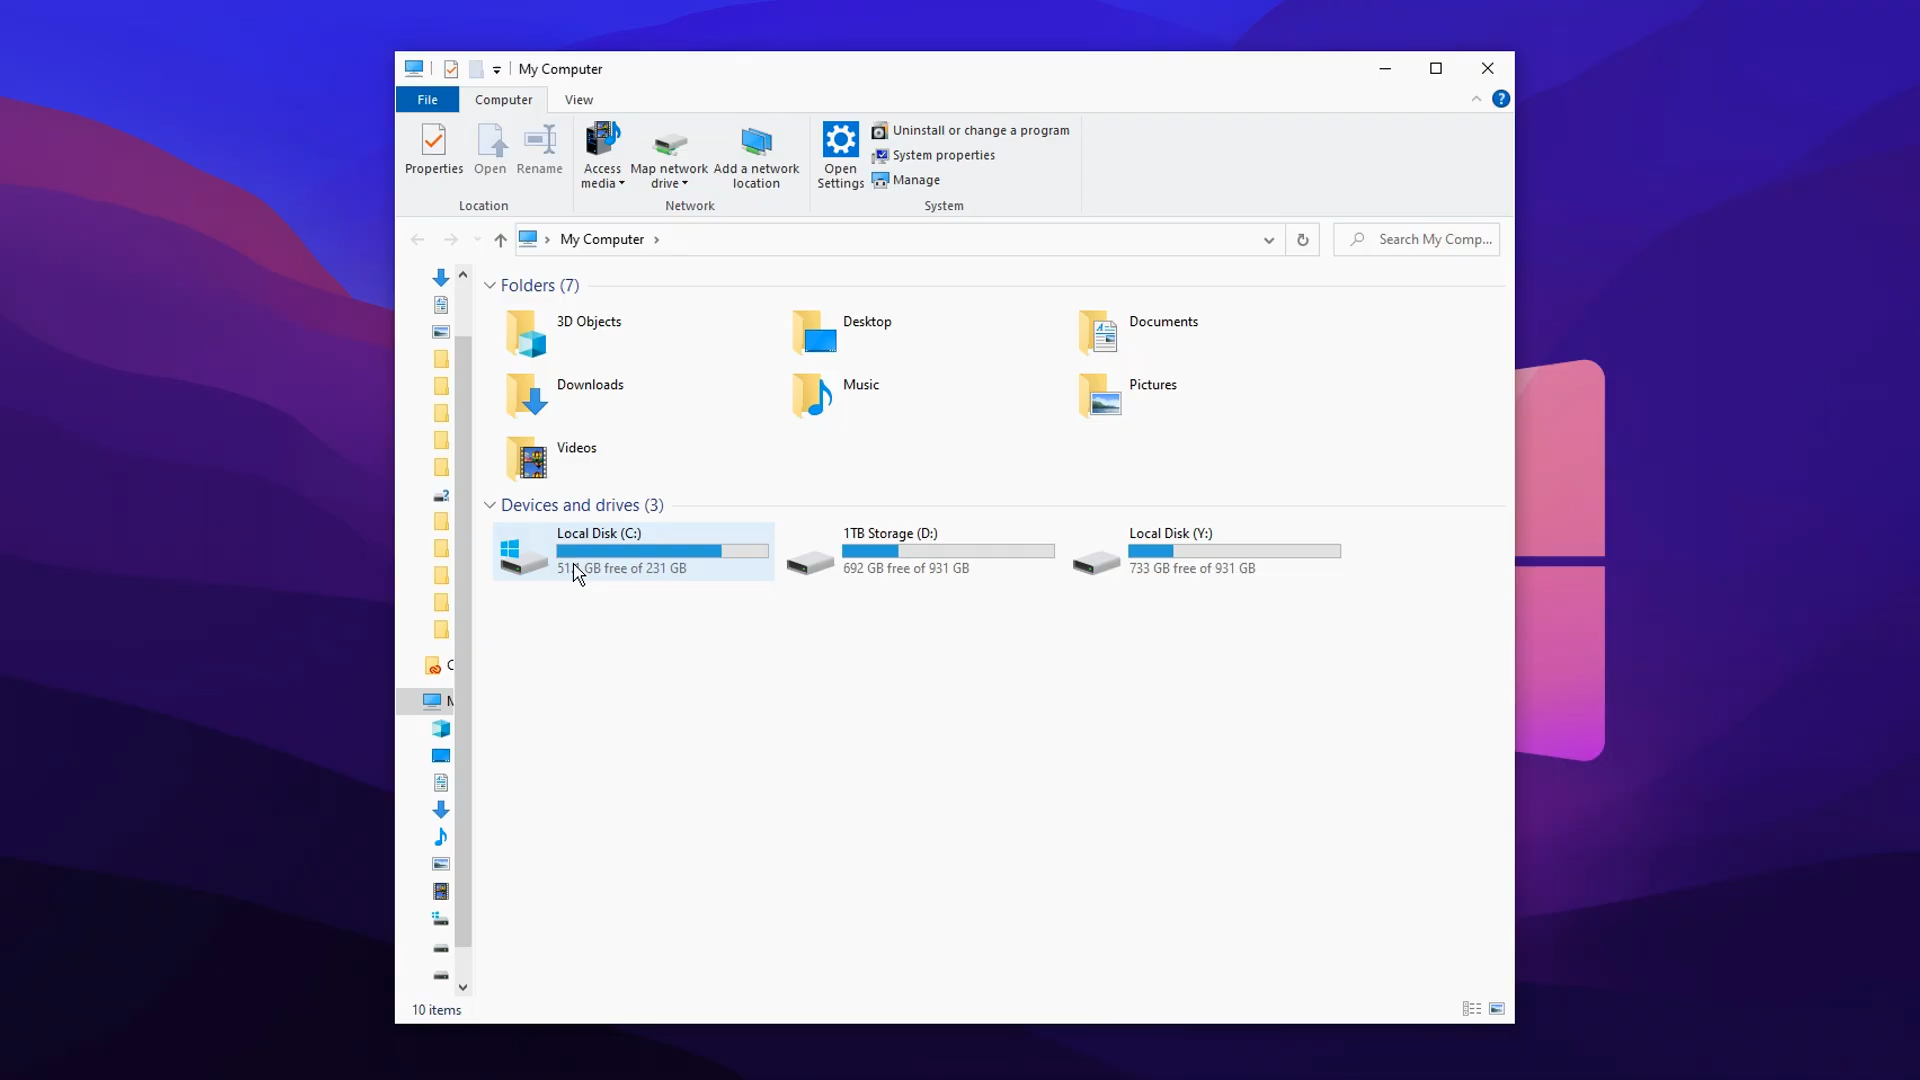 My Computer
File Computer View
Properties Open Rename Access media Map network drive Add a network location Open Settings Uninstall or change a program
System properties
Manage
Location Network System
My Computer Search My Comp...
Folders (7)
3D Objects Desktop Documents
Downloads Music Pictures
Videos
Devices and drives (3)
Local Disk (C:) 1TB Storage (D:) Local Disk (Y:)
GB free of 231 GB 692 GB free of 931 GB 733 GB free of 931 GB
C
M
10 items